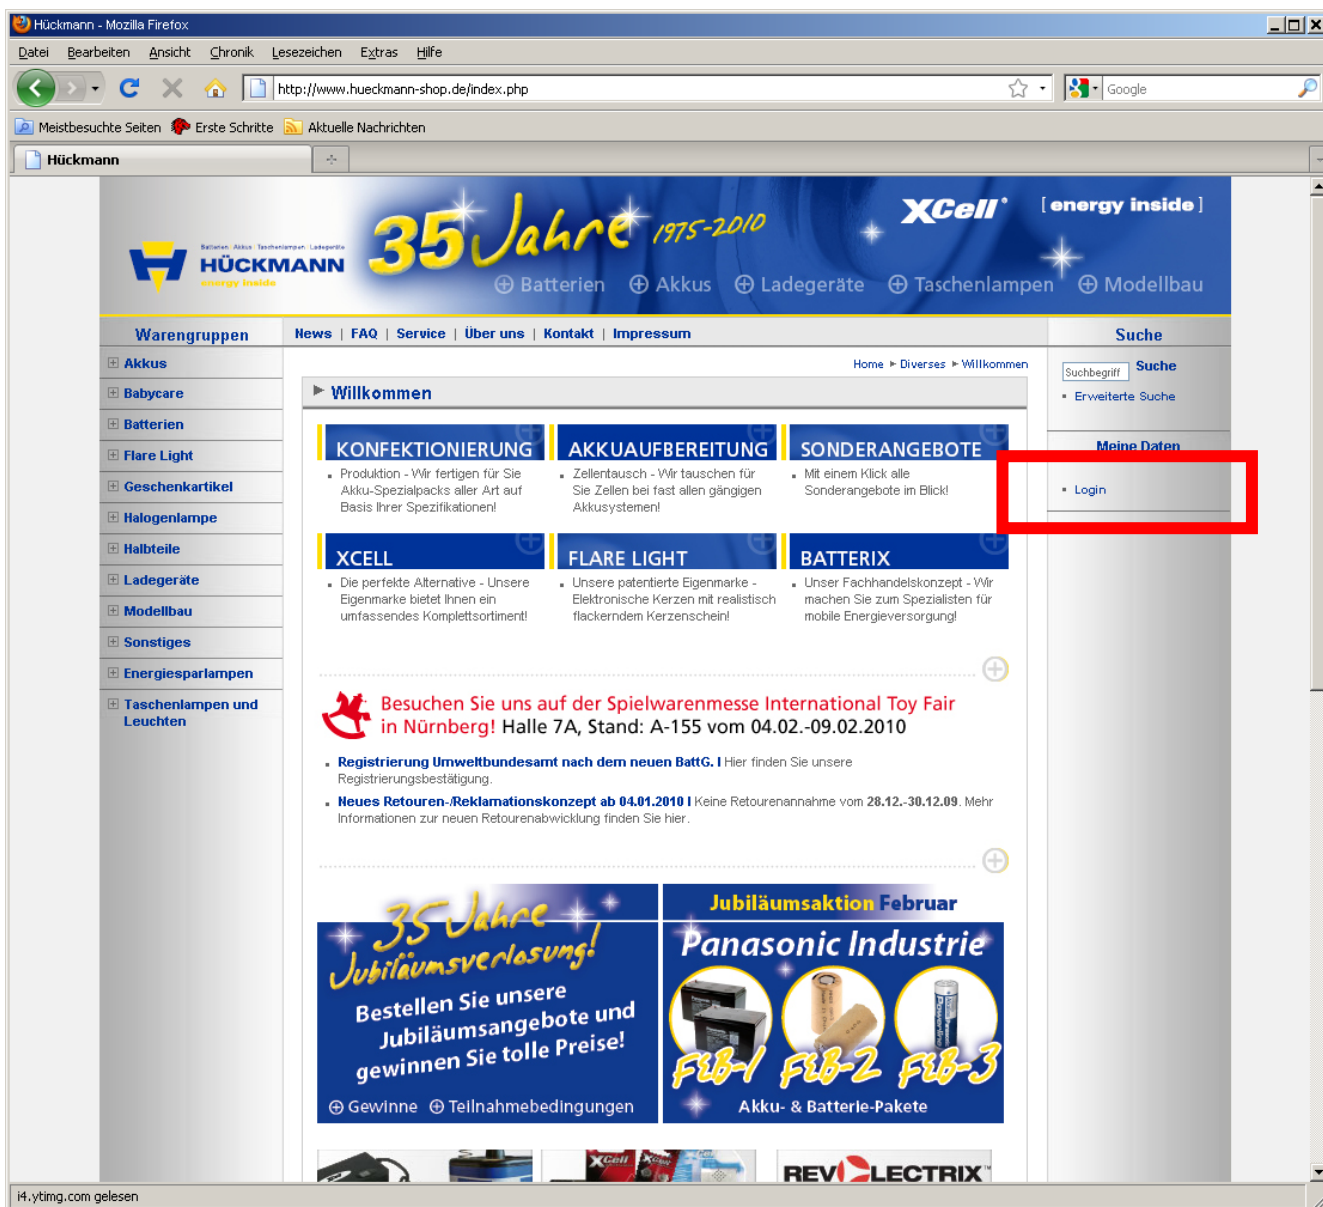 Hückmann - Mozilla Firefox
Datei Bearbeiten Ansicht Chronik Lesezeichen Extras Hilfe
http://www.hueckmann-shop.de/index.php
Google
Meistbesuchte Seiten Erste Schritte Aktuelle Nachrichten
Hückmann
35 Jahre 1975-2010
XCell® [energy inside]
Batterien Akkus Taschenlampen Ladegeräte
HÜCKMANN
energy inside
Batterien Akkus Ladegeräte Taschenlampen Modellbau
Warengruppen
News | FAQ | Service | Über uns | Kontakt | Impressum
Suche
Akkus
Babycare
Batterien
Flare Light
Geschenkartikel
Halogenlampe
Halbteile
Ladegeräte
Modellbau
Sonstiges
Energiesparlampen
Taschenlampen und
Leuchten
Home ► Diverses ► Willkommen
Willkommen
KONFEKTIONIERUNG
Produktion - Wir fertigen für Sie
Akku-Spezialpacks aller Art auf
Basis Ihrer Spezifikationen!
AKKUAUFBEREITUNG
Zellentausch - Wir tauschen für
Sie Zellen bei fast allen gängigen
Akkusystemen!
SONDERANGEBOTE
Mit einem Klick alle
Sonderangebote im Blick!
XCELL
Die perfekte Alternative - Unsere
Eigenmarke bietet Ihnen ein
umfassendes Komplettsortiment!
FLARE LIGHT
Unsere patentierte Eigenmarke -
Elektronische Kerzen mit realistisch
flackerndem Kerzenschein!
BATTERIX
Unser Fachhandelskonzept - Wir
machen Sie zum Spezialisten für
mobile Energieversorgung!
Suchbegriff Suche
Erweiterte Suche
Meine Daten
Login
Besuchen Sie uns auf der Spielwarenmesse International Toy Fair
in Nürnberg! Halle 7A, Stand: A-155 vom 04.02.-09.02.2010
Registrierung Umweltbundesamt nach dem neuen BattG. I Hier finden Sie unsere
Registrierungsbestätigung.
Neues Retouren-/Reklamationskonzept ab 04.01.2010 I Keine Retourenannahme vom 28.12.-30.12.09. Mehr
Informationen zur neuen Retourenabwicklung finden Sie hier.
35 Jahre
Jubiläumsverlosung!
Bestellen Sie unsere
Jubiläumsangebote und
gewinnen Sie tolle Preise!
Gewinne Teilnahmebedingungen
Jubiläumsaktion Februar
Panasonic Industrie
FEB-1 FEB-2 FEB-3
Akku- & Batterie-Pakete
XCell
REVOLECTRIX™
i4.ytimg.com gelesen